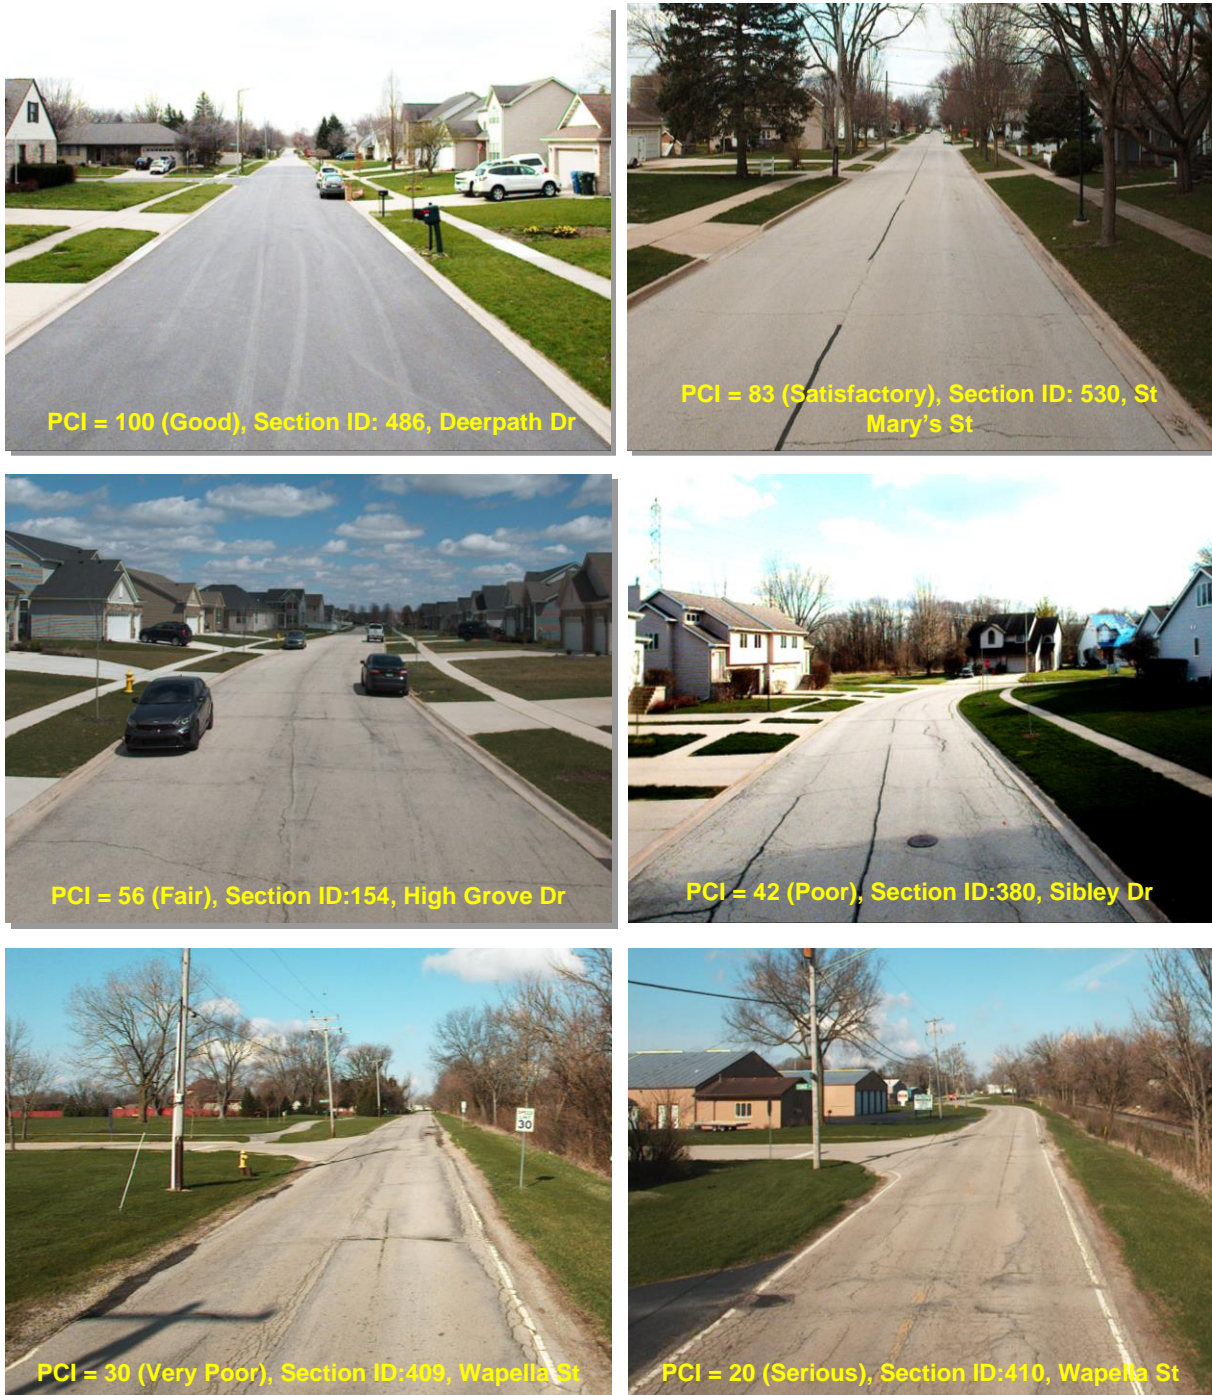 PCI = 100 (Good), Section ID: 486, Deerpath Dr
PCI = 83 (Satisfactory), Section ID: 530, St
Mary’s St
PCI = 56 (Fair), Section ID:154, High Grove Dr
PCI = 42 (Poor), Section ID:380, Sibley Dr
30
PCI = 30 (Very Poor), Section ID:409, Wapella St
PCI = 20 (Serious), Section ID:410, Wapella St